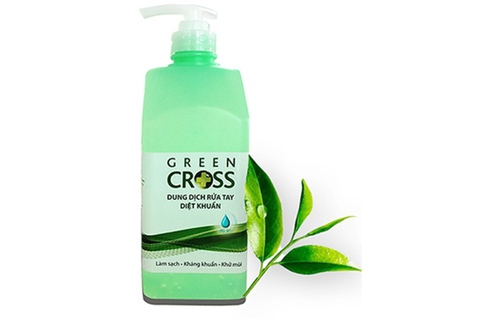 GREEN
CROSS
DUNG DỊCH RỬA TAY
DIỆT KHUẨN
Làm sạch • Kháng khuẩn • Khử mùi